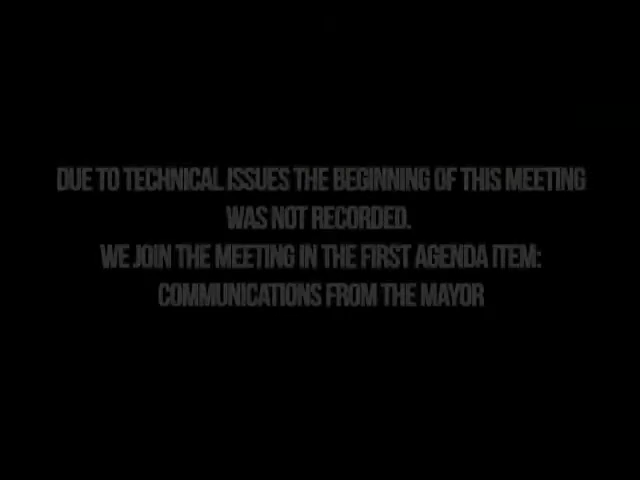 DUE TO TECHNICAL ISSUES THE BEGINNING OF THIS MEETING
WAS NOT RECORDED.
WE JOIN THE MEETING IN THE FIRST AGENDA ITEM:
COMMUNICATIONS FROM THE MAYOR